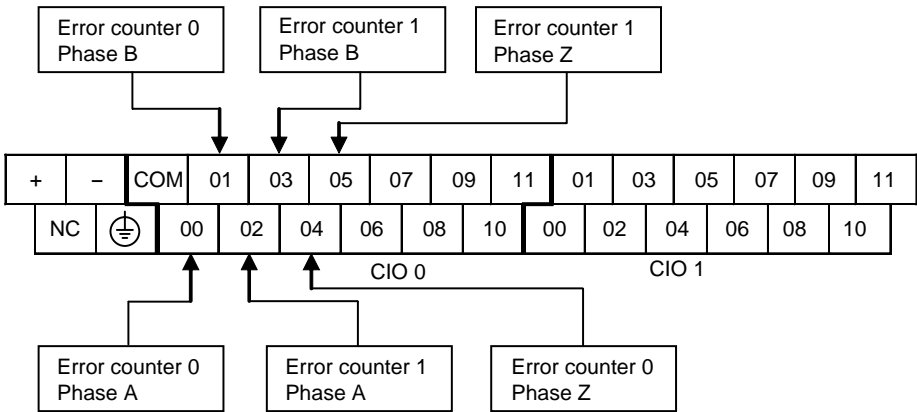 Error counter 0
Phase B
Error counter 1
Phase B
Error counter 1
Phase Z
+ – COM 01 03 05 07 09 11 01 03 05 07 09 11
NC 00 02 04 06 08 10 00 02 04 06 08 10
CIO 0
CIO 1
Error counter 0
Phase A
Error counter 1
Phase A
Error counter 0
Phase Z